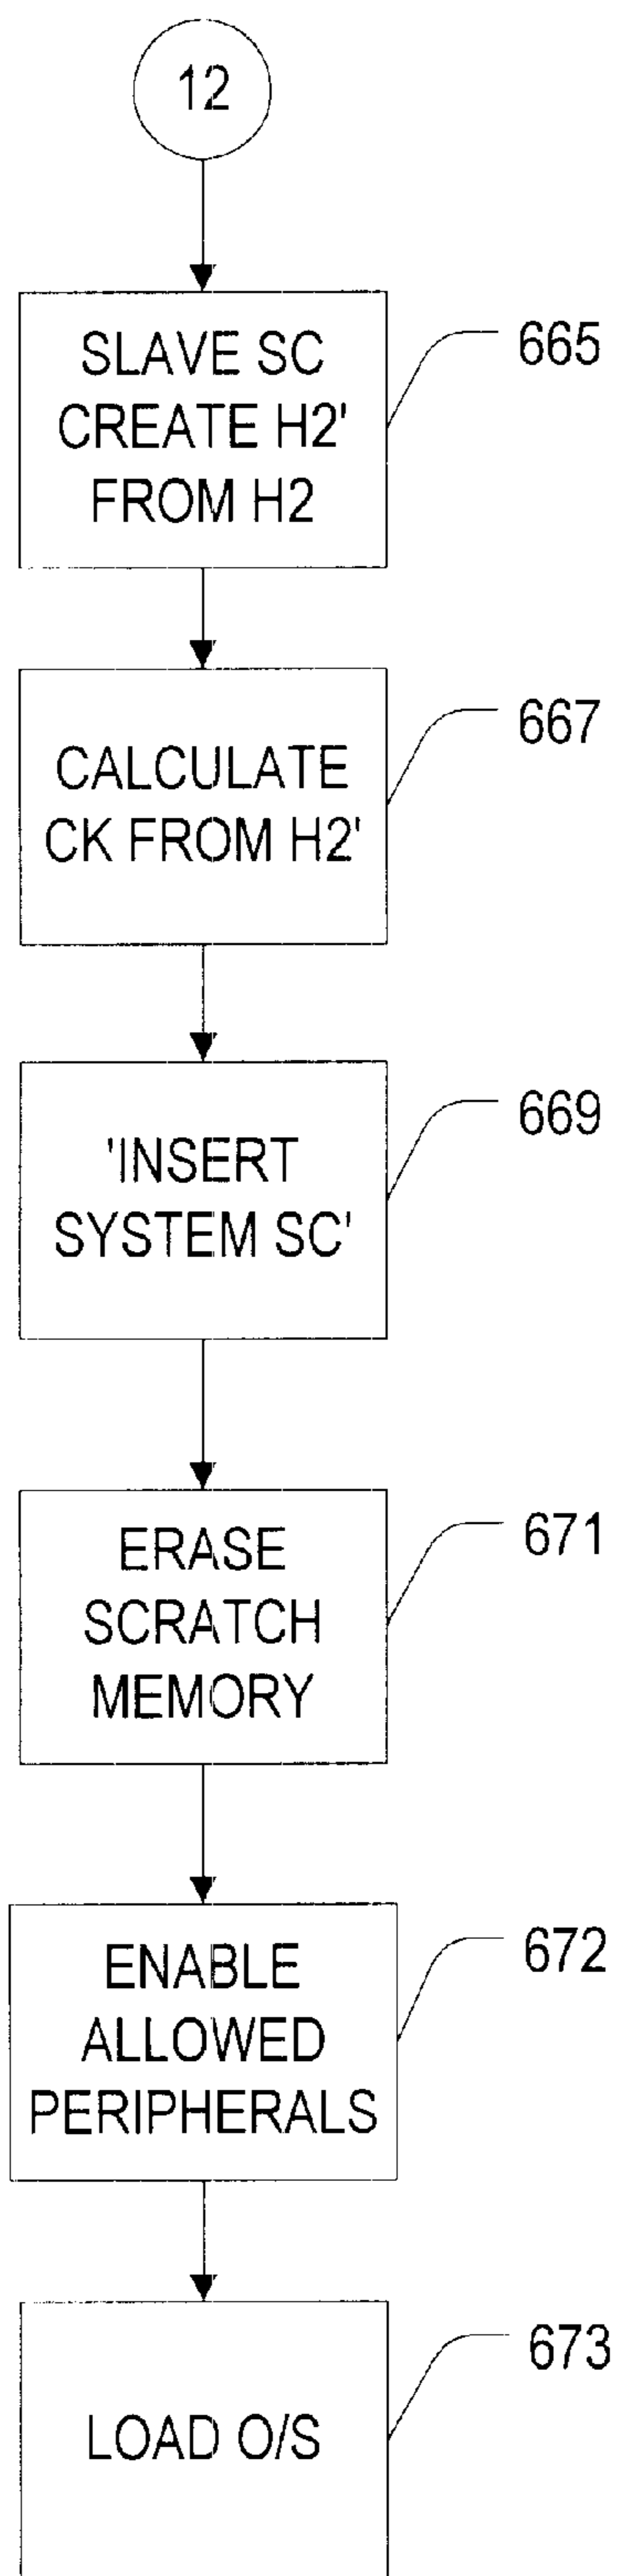 12
SLAVE SC
CREATE H2'
FROM H2
665
CALCULATE
CK FROM H2'
667
'INSERT
SYSTEM SC'
669
ERASE
SCRATCH
MEMORY
671
ENABLE
ALLOWED
PERIPHERALS
672
LOAD O/S
673